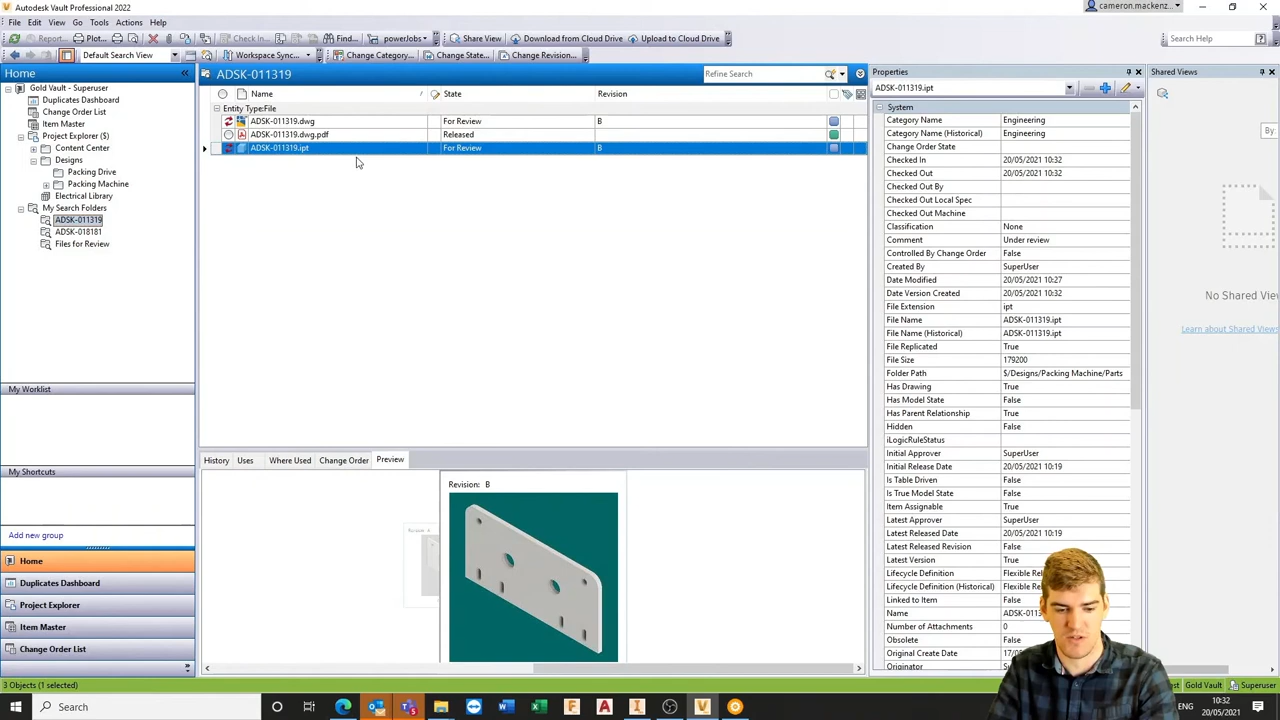 Autodesk Vault Professional 2022
cameron.mackenz...
File Edit View Go Tools Actions Help
Report... Plot... Check In... Find... powerJobs Share View Download from Cloud Drive Upload to Cloud Drive
Search Help
Default Search View Workspace Sync... Change Category... Change State... Change Revision...
Home
Gold Vault - Superuser
Duplicates Dashboard
Change Order List
Item Master
Project Explorer ($)
Content Center
Designs
Packing Drive
Packing Machine
Electrical Library
My Search Folders
ADSK-011319
ADSK-018181
Files for Review
My Worklist
My Shortcuts
Add new group
Home
Duplicates Dashboard
Project Explorer
Item Master
Change Order List
ADSK-011319
Refine Search
Name State Revision
Entity Type:File
ADSK-011319.dwg For Review B
ADSK-011319.dwg.pdf Released
ADSK-011319.ipt For Review B
History Uses Where Used Change Order Preview
Revision: B
Properties
ADSK-011319.ipt
System
Category Name Engineering
Category Name (Historical) Engineering
Change Order State
Checked In 20/05/2021 10:32
Checked Out 20/05/2021 10:32
Checked Out By
Checked Out Local Spec
Checked Out Machine
Classification None
Comment Under review
Controlled By Change Order False
Created By SuperUser
Date Modified 20/05/2021 10:27
Date Version Created 20/05/2021 10:32
File Extension ipt
File Name ADSK-011319.ipt
File Name (Historical) ADSK-011319.ipt
File Replicated True
File Size 179200
Folder Path $/Designs/Packing Machine/Parts
Has Drawing True
Has Model State False
Has Parent Relationship True
Hidden False
iLogicRuleStatus
Initial Approver SuperUser
Initial Release Date 20/05/2021 10:19
Is Table Driven False
Is True Model State False
Item Assignable True
Latest Approver SuperUser
Latest Released Date 20/05/2021 10:19
Latest Released Revision False
Latest Version True
Lifecycle Definition Flexible Rel
Lifecycle Definition (Historical) Flexible Re
Linked to Item False
Name ADSK-0113
Number of Attachments 0
Obsolete False
Original Create Date 17/05
Originator
Shared Views
By
No Shared View
Learn about Shared Views
3 Objects (1 selected)
Gold Vault Superuser
Search
ENG
10:32
20/05/2021